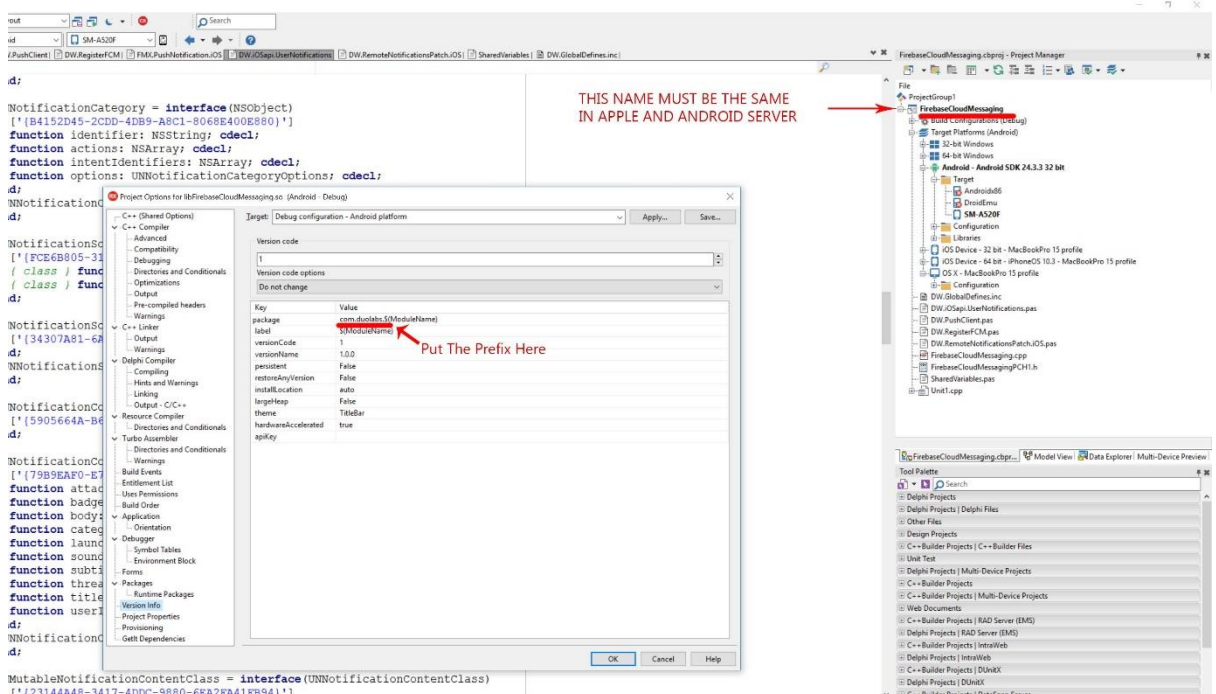 Search
SM-A520F
PushClient
DW.RegisterFCM
FMX.PushNotification.iOS
DW.iOSapi.UserNotifications
DW.RemoteNotificationsPatch.iOS
SharedVariables
DW.GlobalDefines.inc
NotificationCategory = interface(NSObject)
['{B4152D45-2CDD-4DB9-A8C1-8068E400E880}']
function identifier: NSString; cdecl;
function actions: NSArray; cdecl;
function intentIdentifiers: NSArray; cdecl;
function options: UNNotificationCategoryOptions; cdecl;
THIS NAME MUST BE THE SAME
IN APPLE AND ANDROID SERVER
Project Options for libFirebaseCloudMessaging.so (Android - Debug)
C++ (Shared Options)
C++ Compiler
Advanced
Compatibility
Debugging
Directories and Conditionals
Optimizations
Output
Pre-compiled headers
Warnings
C++ Linker
Output
Warnings
Delphi Compiler
Compiling
Hints and Warnings
Linking
Output - C/C++
Resource Compiler
Directories and Conditionals
Turbo Assembler
Directories and Conditionals
Warnings
Build Events
Entitlement List
Uses Permissions
Build Order
Application
Orientation
Debugger
Symbol Tables
Environment Block
Forms
Packages
Runtime Packages
Version Info
Project Properties
Provisioning
GetIt Dependencies
Target: Debug configuration - Android platform
Apply...
Save...
Version code
1
Version code options
Do not change
Key Value
package com.duolabs.$(ModuleName)
label $(ModuleName)
versionCode 1
versionName 1.0.0
persistent False
restoreAnyVersion False
installLocation auto
largeHeap False
theme TitleBar
hardwareAccelerated true
apiKey
Put The Prefix Here
OK
Cancel
Help
MutableNotificationContentClass = interface(UNNotificationContentClass)
FirebaseCloudMessaging.cbproj - Project Manager
File
ProjectGroup1
FirebaseCloudMessaging
Build Configurations (Debug)
Target Platforms (Android)
32-bit Windows
64-bit Windows
Android - Android SDK 24.3.3 32 bit
Target
Androidx86
DroidEmu
SM-A520F
Configuration
Libraries
iOS Device - 32 bit - MacBookPro 15 profile
iOS Device - 64 bit - iPhoneOS 10.3 - MacBookPro 15 profile
OS X - MacBookPro 15 profile
Configuration
DW.GlobalDefines.inc
DW.iOSapi.UserNotifications.pas
DW.PushClient.pas
DW.RegisterFCM.pas
DW.RemoteNotificationsPatch.iOS.pas
FirebaseCloudMessaging.cpp
FirebaseCloudMessagingPCH1.h
SharedVariables.pas
Unit1.cpp
FirebaseCloudMessaging.cbpr...
Model View
Data Explorer
Multi-Device Preview
Tool Palette
Search
Delphi Projects
Delphi Projects | Delphi Files
Other Files
Design Projects
C++Builder Projects | C++Builder Files
Unit Test
Delphi Projects | Multi-Device Projects
C++Builder Projects
C++Builder Projects | Multi-Device Projects
Web Documents
C++Builder Projects | RAD Server (EMS)
Delphi Projects | RAD Server (EMS)
C++Builder Projects | IntraWeb
Delphi Projects | IntraWeb
C++Builder Projects | DUnitX
Delphi Projects | DUnitX